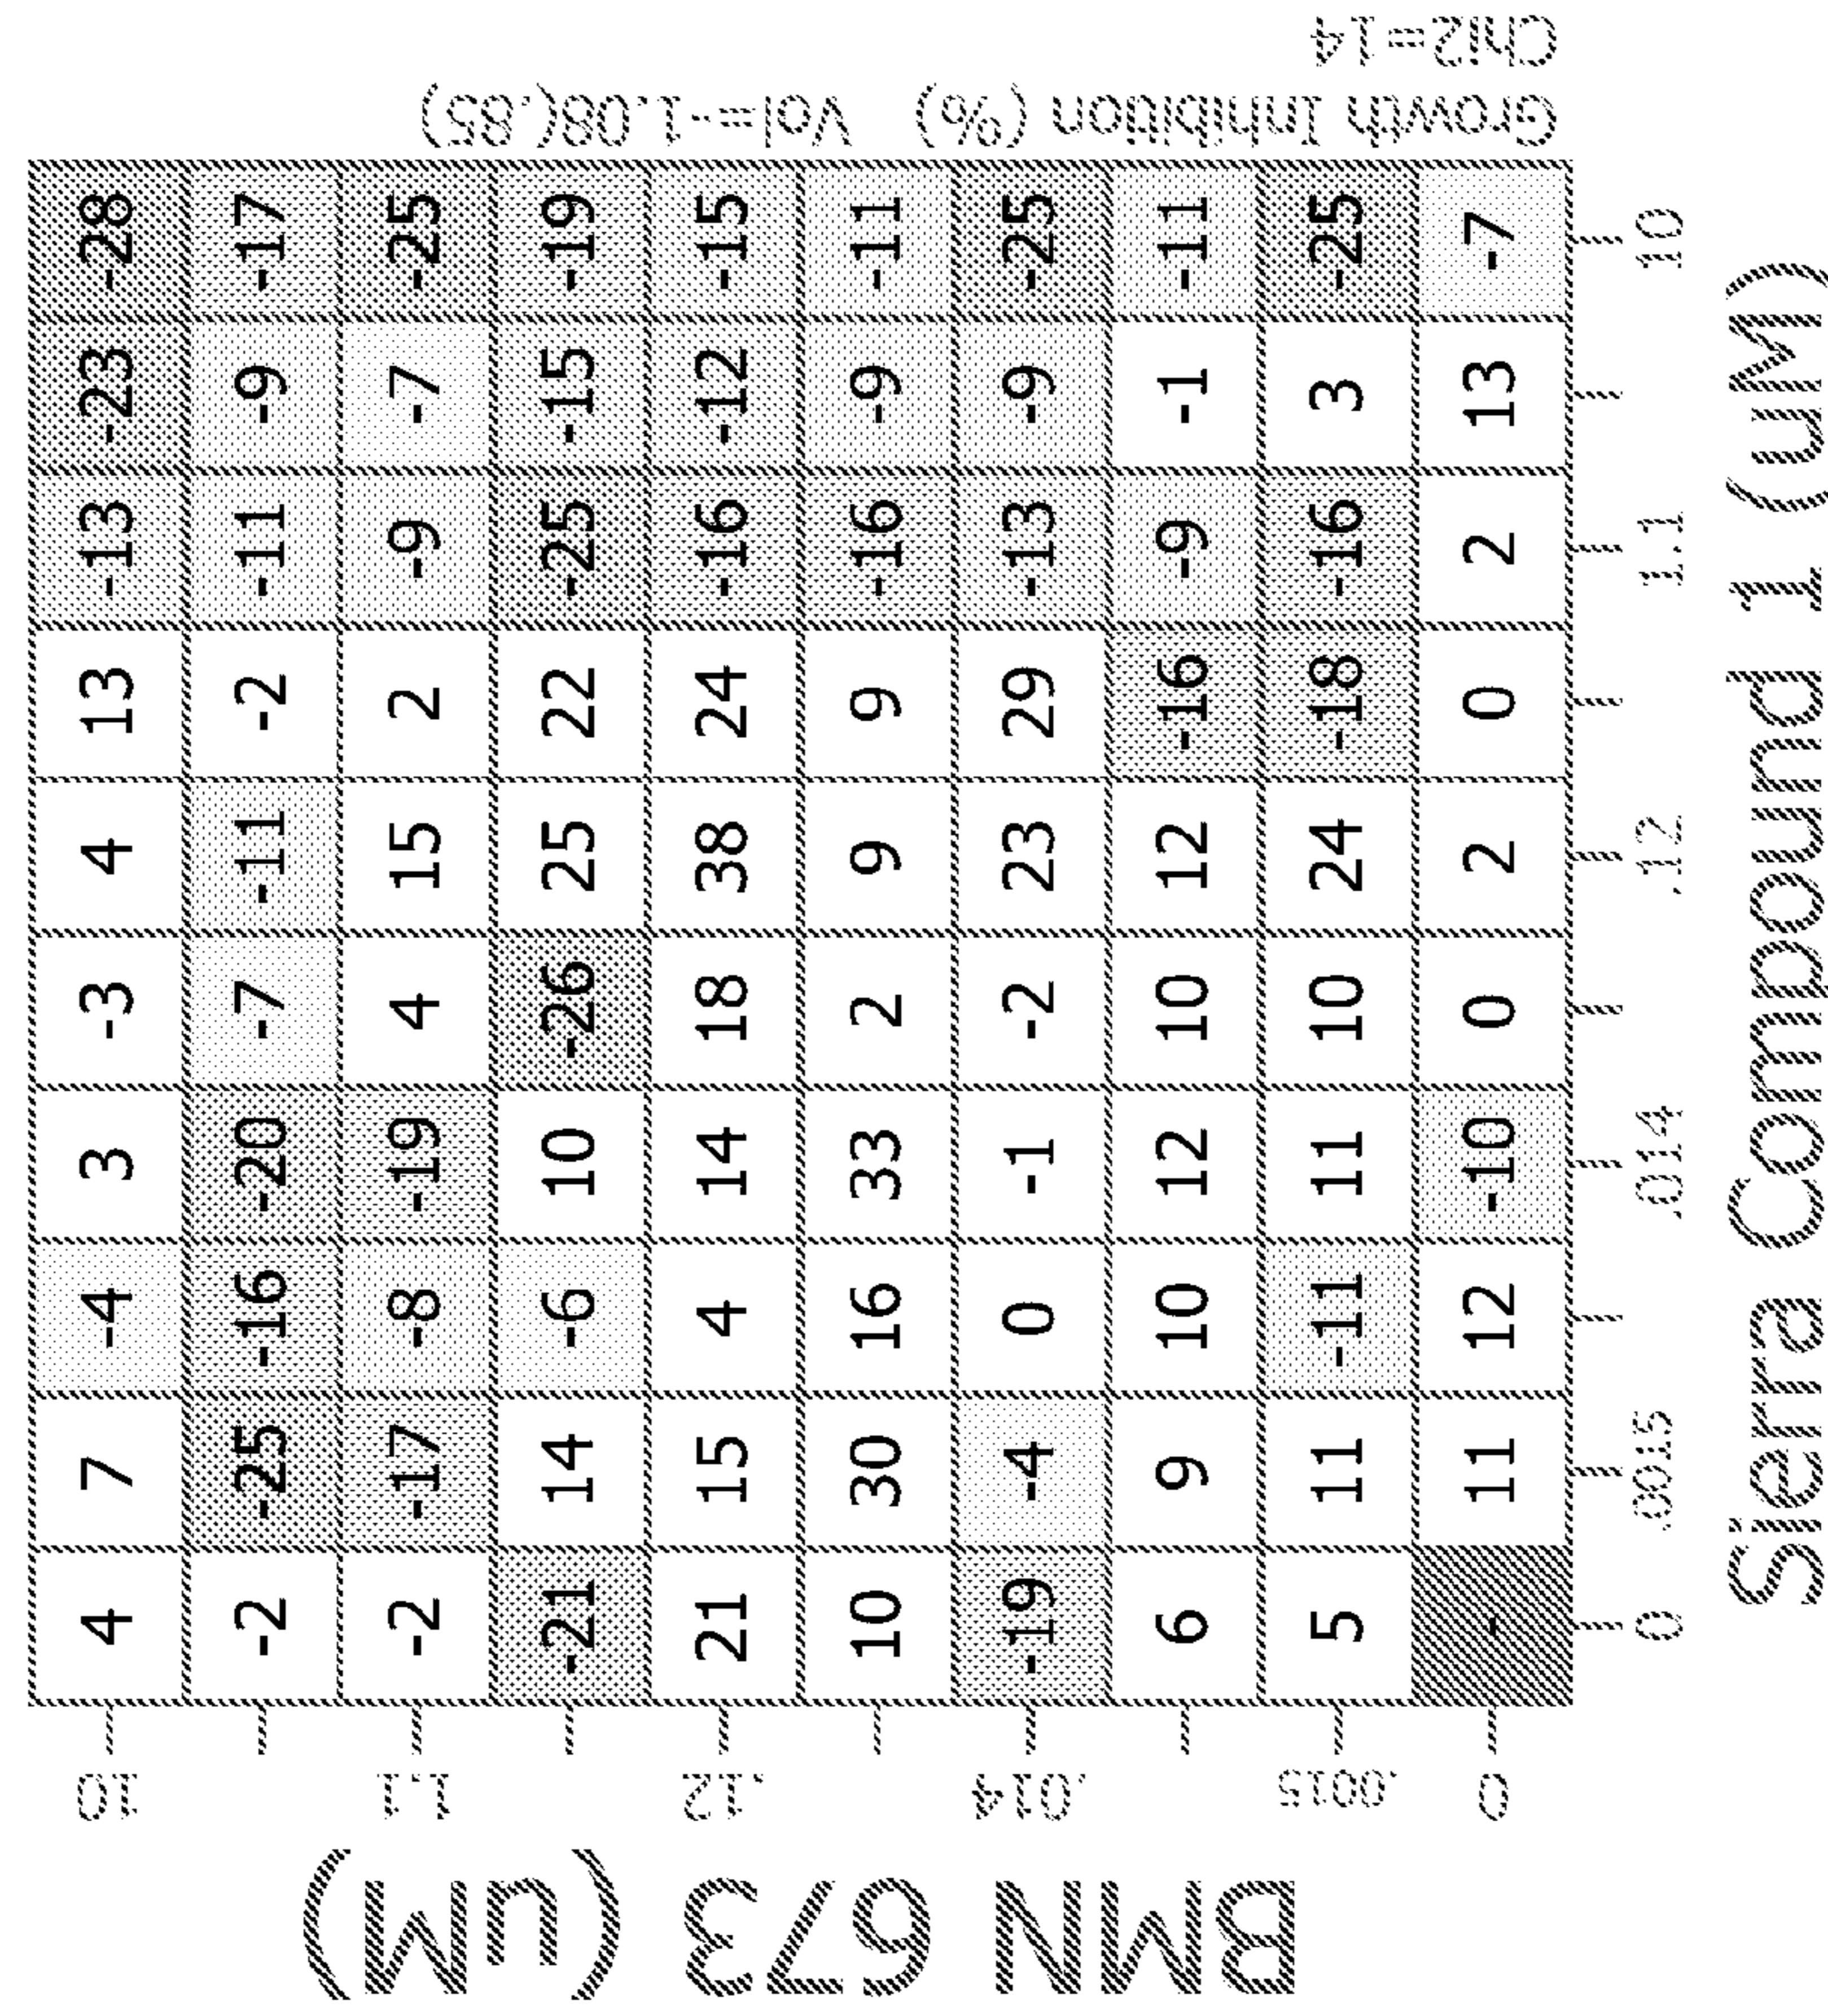 BMN 673 (uM)
10 4 7 -4 3 -3 4 13 -13 -23 -28
-2 -25 -16 -20 -7 -11 -2 -11 -9 -17
1.1 -2 -17 -8 -19 4 15 2 -9 -7 -25
-21 14 -6 10 -26 25 22 -25 -15 -19
.12 21 15 4 14 18 38 24 -16 -12 -15
10 30 16 33 2 9 9 -16 -9 -11
.014 -19 -4 0 -1 -2 23 29 -13 -9 -25
6 9 10 12 10 12 -16 -9 -1 -11
.0015 5 11 -11 11 10 24 -18 -16 3 -25
0 - 11 12 -10 0 2 0 2 13 -7
0 .0015 .014 .12 1.1 10
Sierra Compound 1 (uM)
Growth Inhibition (%) Vol=-1.08(.85)
Chi2=14